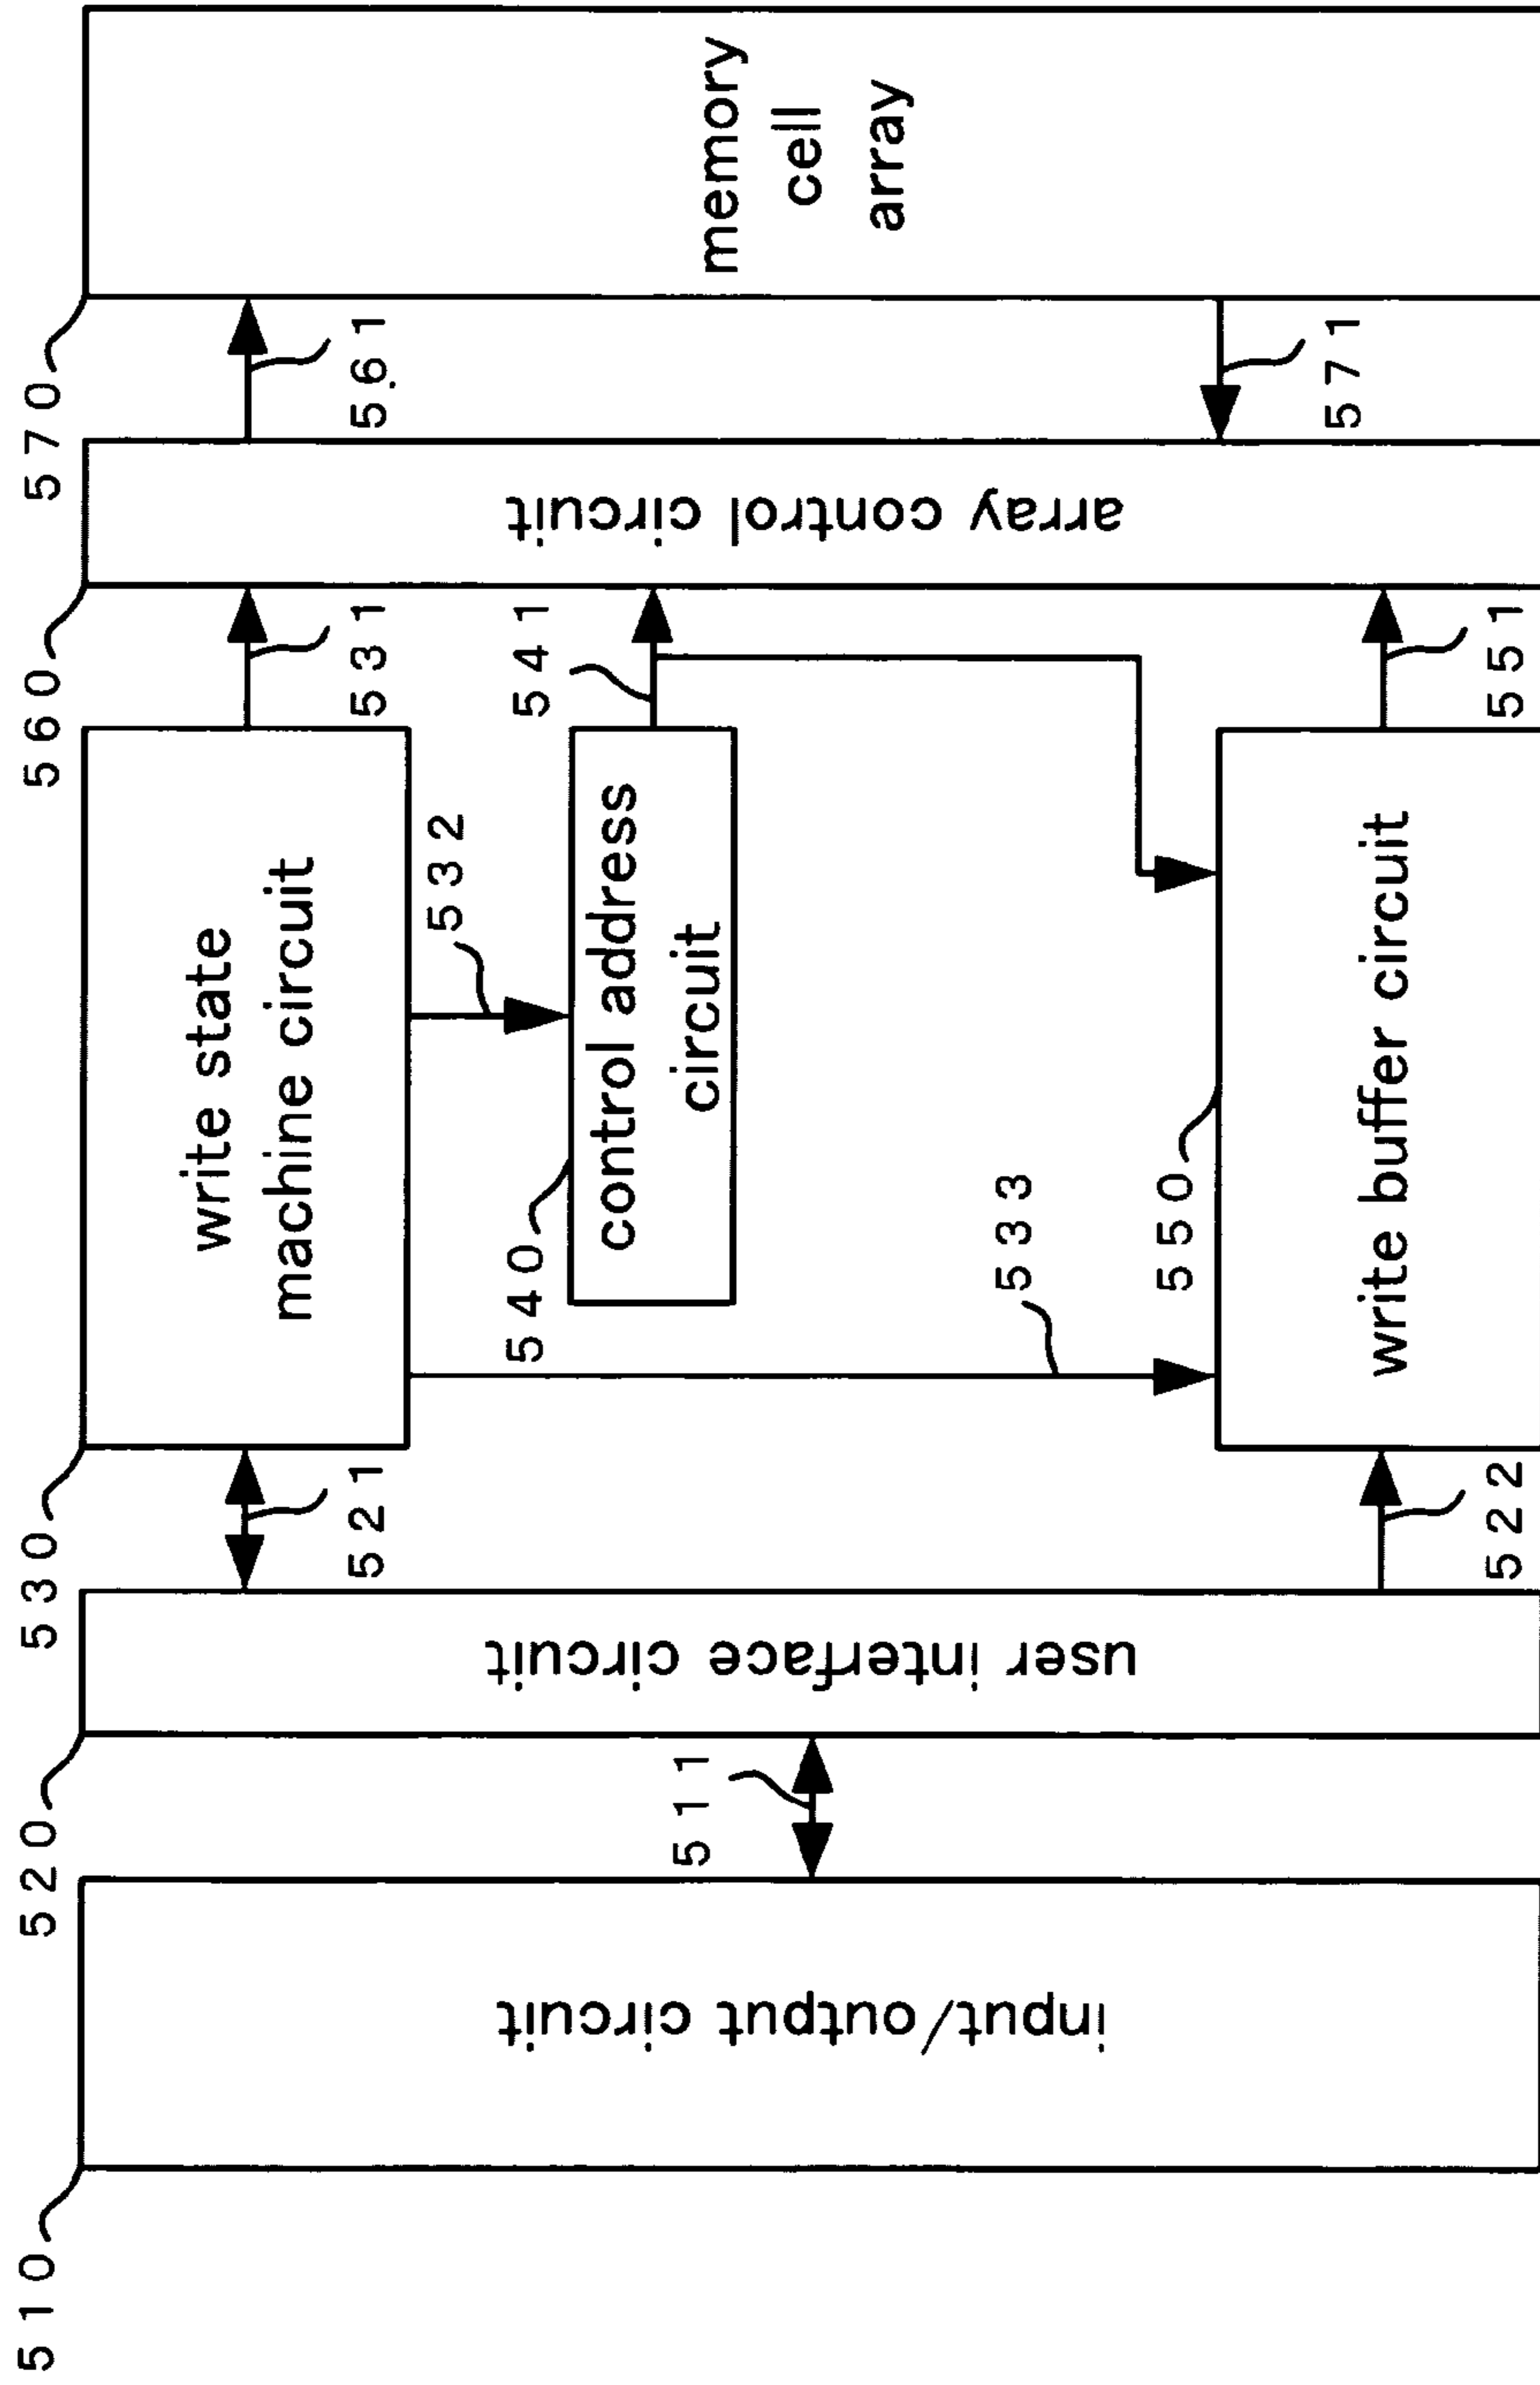 510
input/output circuit
520
user interface circuit
511
530
write state
machine circuit
521
522
532
540
control address
circuit
533
550
write buffer circuit
560
array control circuit
531
541
551
570
memory
cell
array
561
571